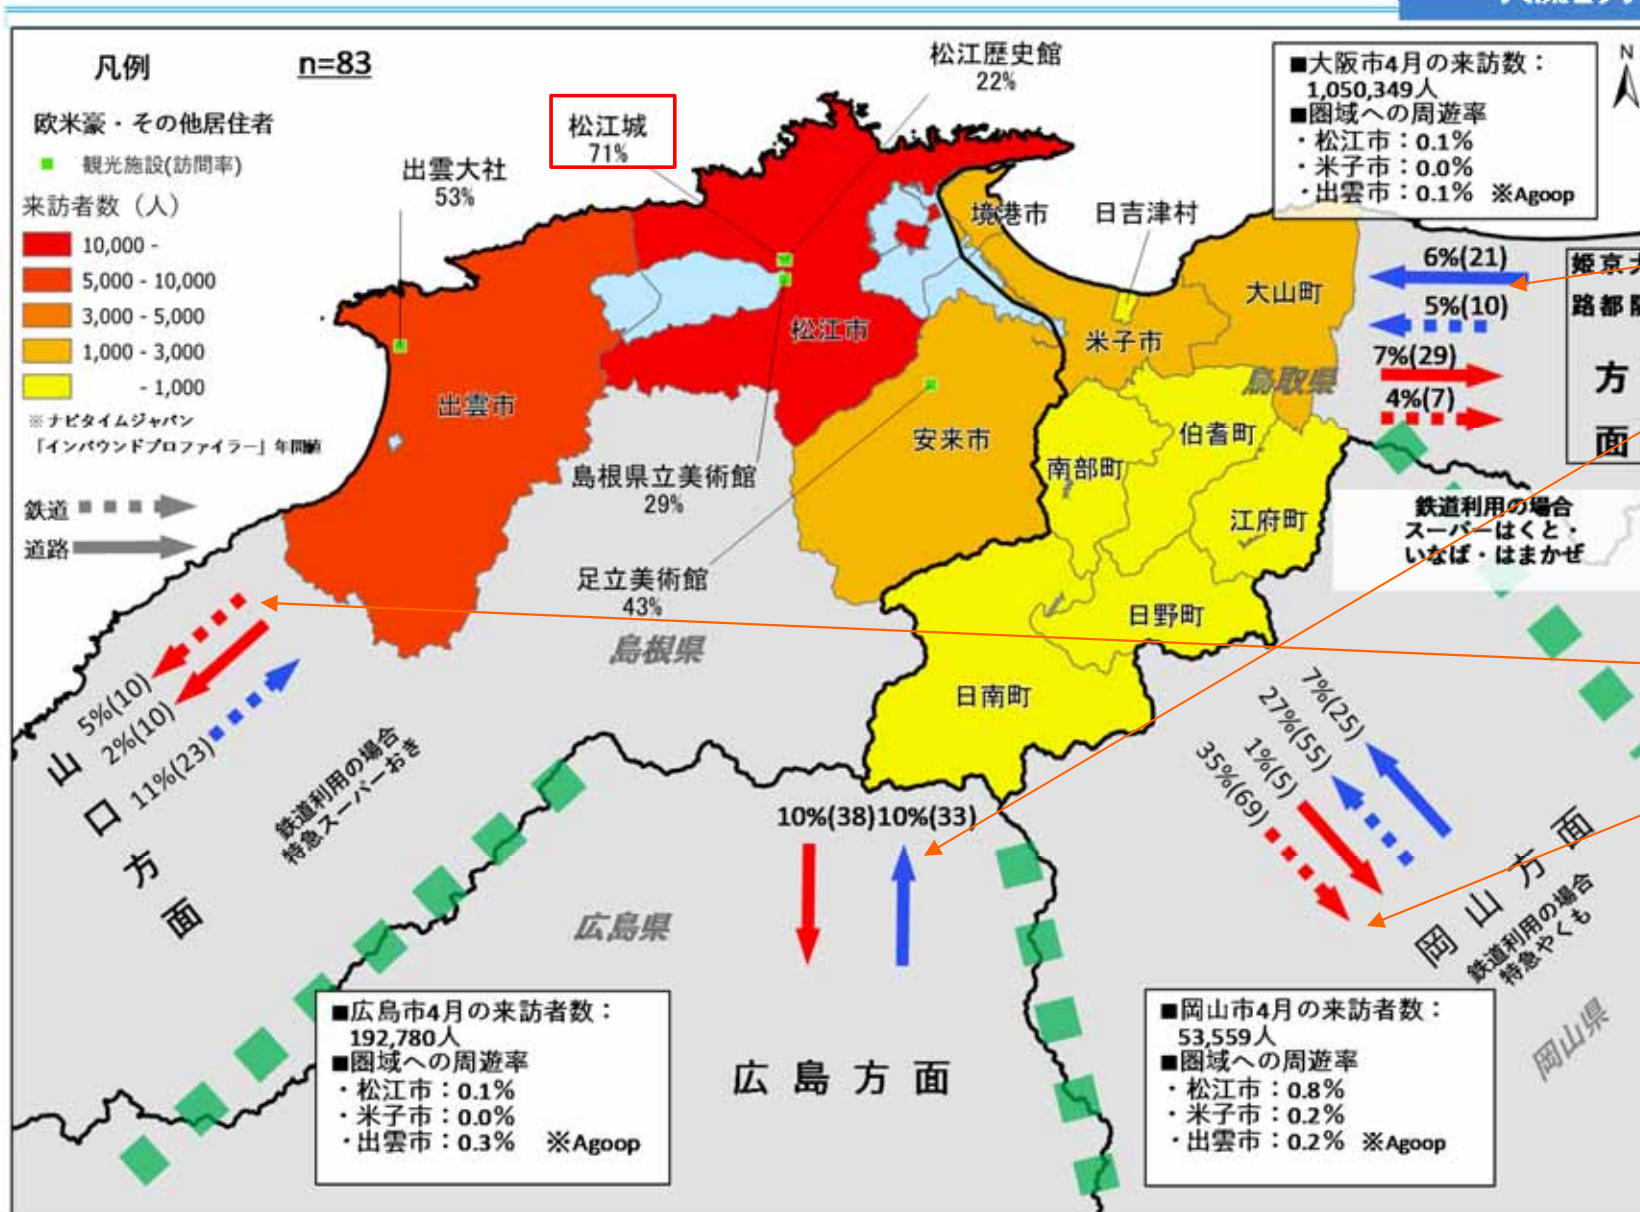 凡例
n=83
欧米豪・その他居住者
観光施設(訪問率)
来訪者数（人）
10,000 -
5,000 - 10,000
3,000 - 5,000
1,000 - 3,000
- 1,000
※ナビタイムジャパン
「インバウンドプロファイラー」年間値
鉄道
道路
松江歴史館
22%
松江城
71%
出雲大社
53%
島根県立美術館
29%
足立美術館
43%
■大阪市4月の来訪数：
1,050,349人
■圏域への周遊率
・松江市：0.1%
・米子市：0.0%
・出雲市：0.1% ※Agoop
N
境港市
日吉津村
大山町
米子市
松江市
出雲市
安来市
鳥取県
伯耆町
南部町
江府町
日野町
日南町
島根県
6%(21)
5%(10)
7%(29)
4%(7)
姫京
路都
方
面
鉄道利用の場合
スーパーはくと・
いなば・はまかぜ
5%(10)
2%(10)
11%(23)
山口方面
鉄道利用の場合
特急スーパーおき
10%(38)
10%(33)
7%(25)
27%(55)
1%(5)
35%(69)
岡山方面
鉄道利用の場合
特急やくも
広島県
岡山県
広島方面
■広島市4月の来訪者数：
192,780人
■圏域への周遊率
・松江市：0.1%
・米子市：0.0%
・出雲市：0.3% ※Agoop
■岡山市4月の来訪者数：
53,559人
■圏域への周遊率
・松江市：0.8%
・米子市：0.2%
・出雲市：0.2% ※Agoop